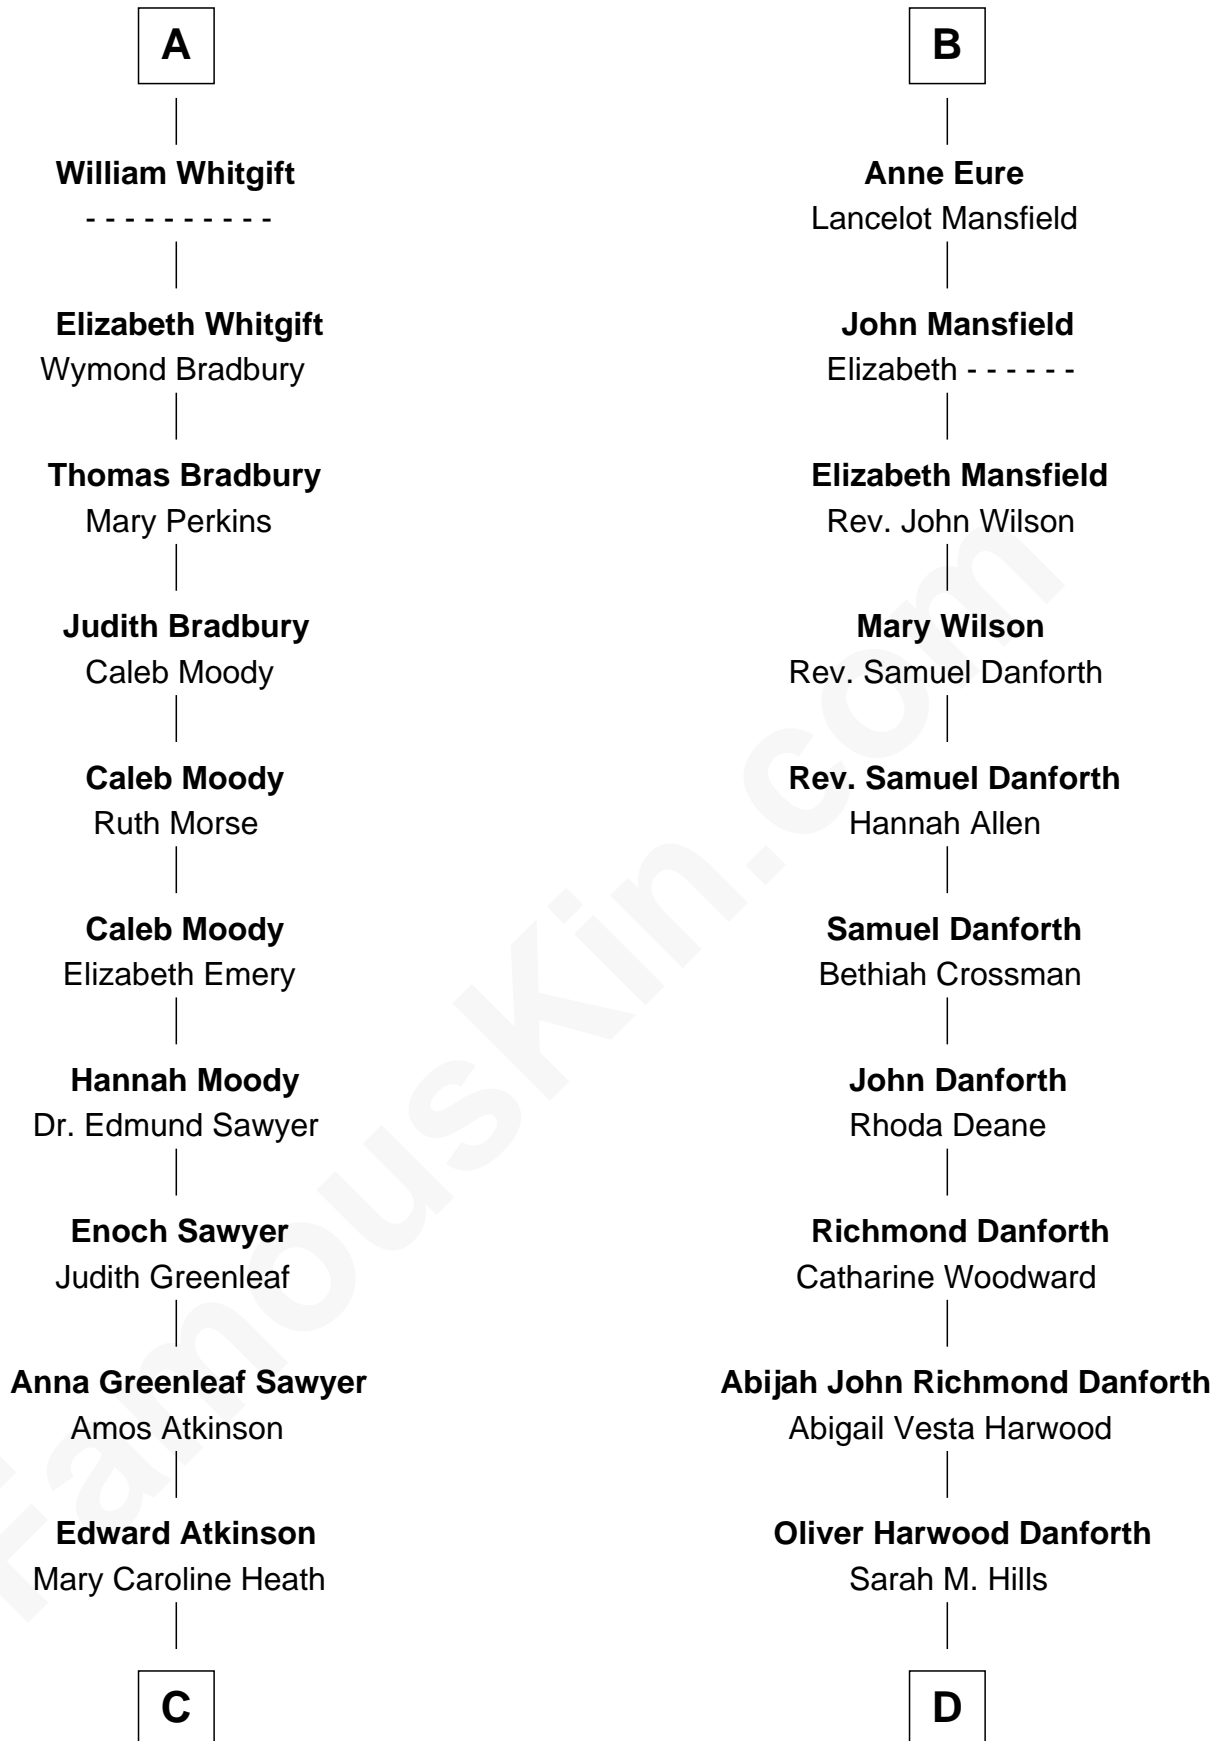 A
William Whitgift
- - - - - - - - - -
Elizabeth Whitgift
Wymond Bradbury
Thomas Bradbury
Mary Perkins
Judith Bradbury
Caleb Moody
Caleb Moody
Ruth Morse
Caleb Moody
Elizabeth Emery
Hannah Moody
Dr. Edmund Sawyer
Enoch Sawyer
Judith Greenleaf
Anna Greenleaf Sawyer
Amos Atkinson
Edward Atkinson
Mary Caroline Heath
C
B
Anne Eure
Lancelot Mansfield
John Mansfield
Elizabeth - - - - - -
Elizabeth Mansfield
Rev. John Wilson
Mary Wilson
Rev. Samuel Danforth
Rev. Samuel Danforth
Hannah Allen
Samuel Danforth
Bethiah Crossman
John Danforth
Rhoda Deane
Richmond Danforth
Catharine Woodward
Abijah John Richmond Danforth
Abigail Vesta Harwood
Oliver Harwood Danforth
Sarah M. Hills
D
FamousKin.com